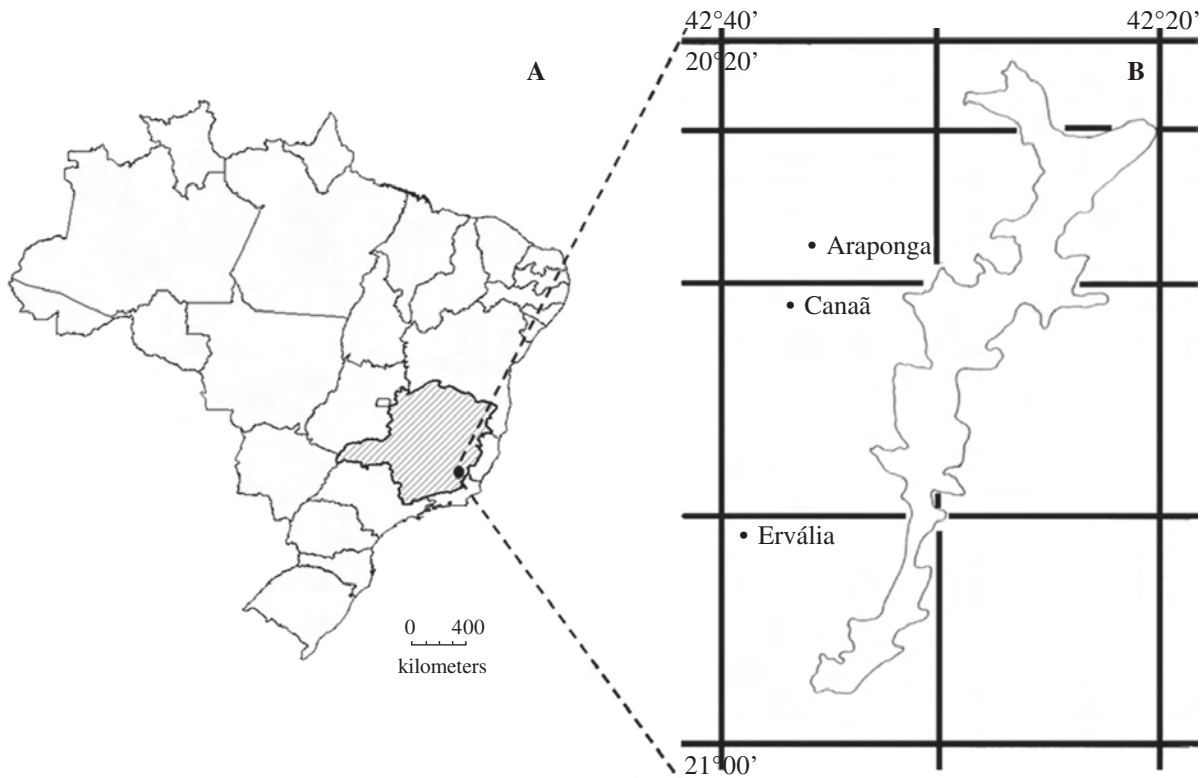 42°40’
42°20’
20°20’
A
B
• Araponga
• Canaã
• Ervália
0 400
kilometers
21°00’